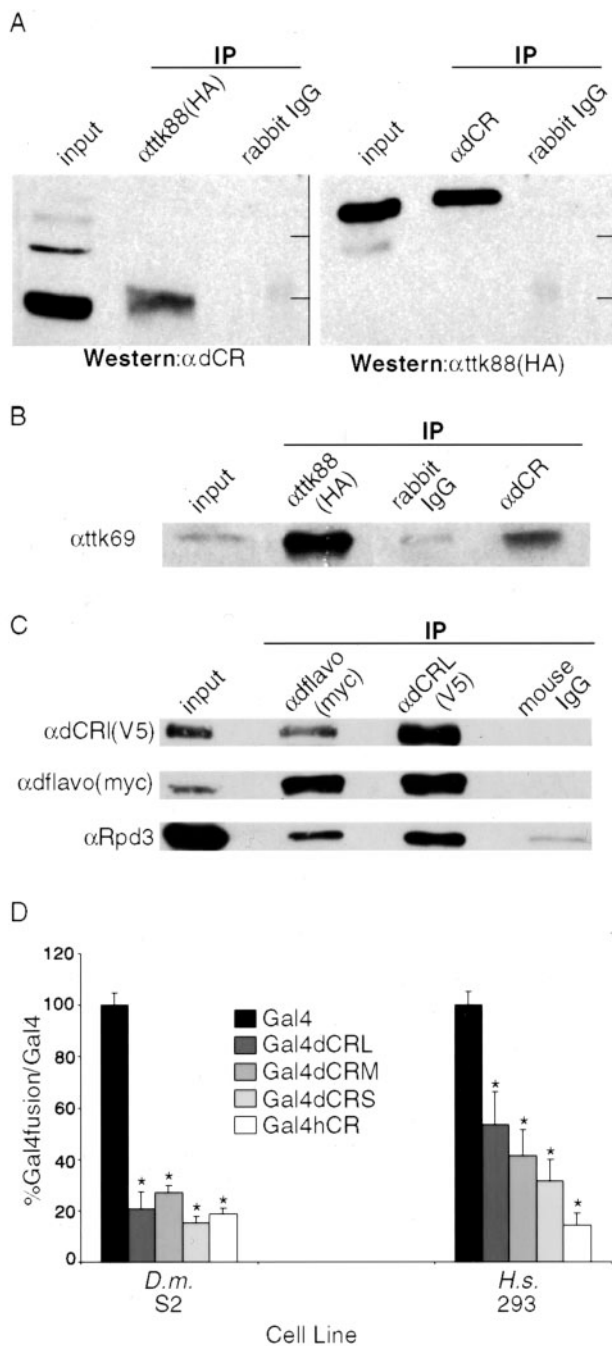 A
IP
IP
input
αttk88(HA)
rabbit IgG
input
αdCR
rabbit IgG
Western:αdCR
Western:αttk88(HA)
B
IP
input
αttk88
(HA)
rabbit
IgG
αdCR
αttk69
C
IP
input
αdflavo
(myc)
αdCRL
(V5)
mouse
IgG
αdCRl(V5)
αdflavo(myc)
αRpd3
D
%Gal4fusion/Gal4
120
100
80
60
40
20
0
Gal4
Gal4dCRL
Gal4dCRM
Gal4dCRS
Gal4hCR
* * * *
* * * *
D.m.
S2
H.s.
293
Cell Line